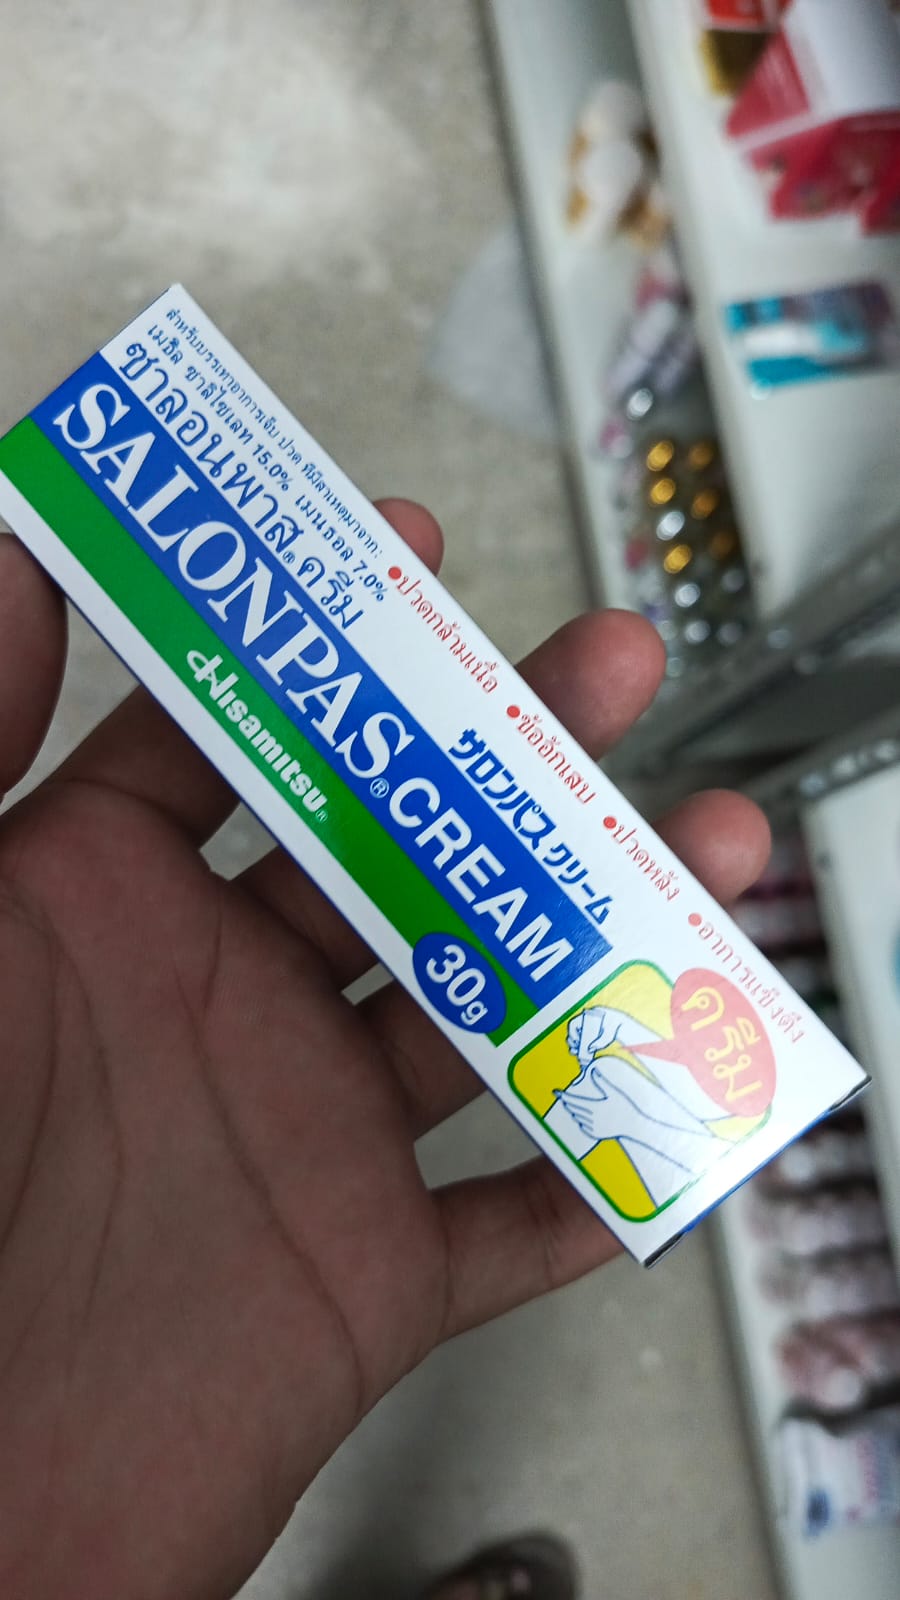 สำหรับบรรเทาอาการเจ็บ ปวด ที่มีสาเหตุมาจาก:
เมธิล ซาลิไซเลท 15.0% เมนธอล 7.0%
ซาลอนพาส® ครีม
SALONPAS® CREAM
サロンパス クリーム
Hisamitsu®
30g
•ปวดกล้ามเนื้อ
•ข้ออักเสบ
•ปวดหลัง
•อาการแข็งตึง
ครีม